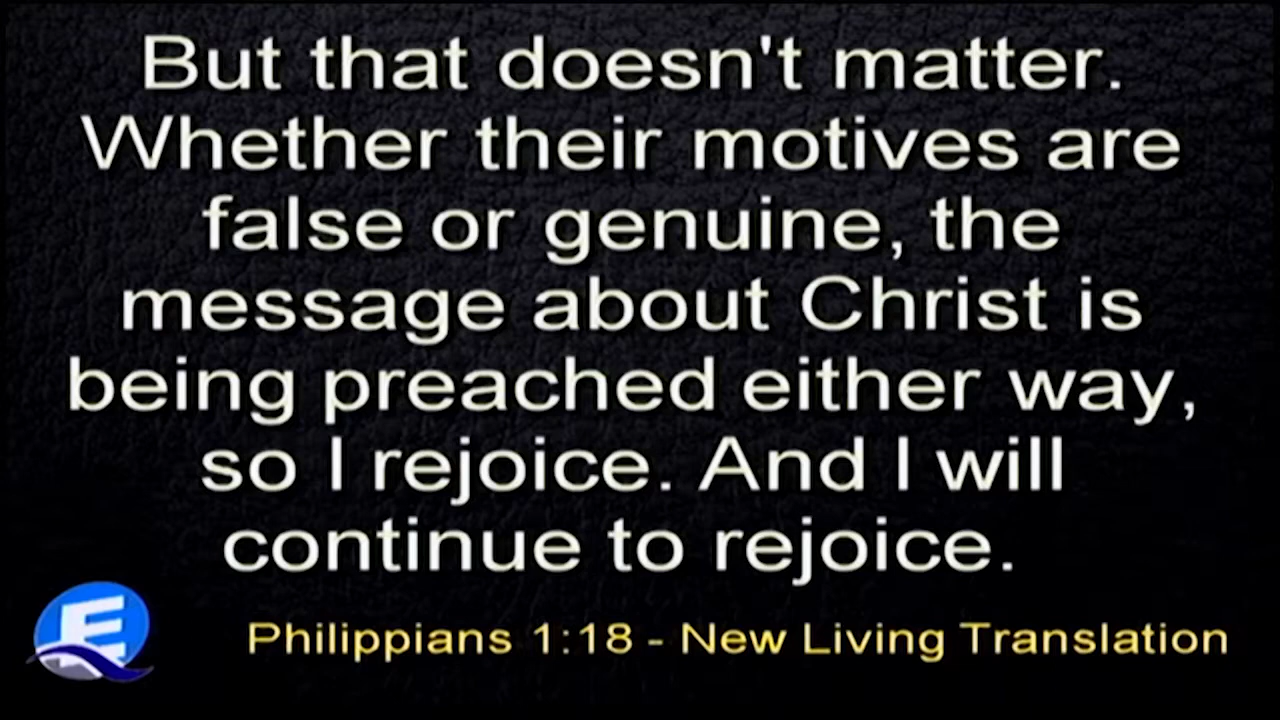 But that doesn't matter.
Whether their motives are
false or genuine, the
message about Christ is
being preached either way,
so I rejoice. And I will
continue to rejoice.
E
Philippians 1:18 - New Living Translation